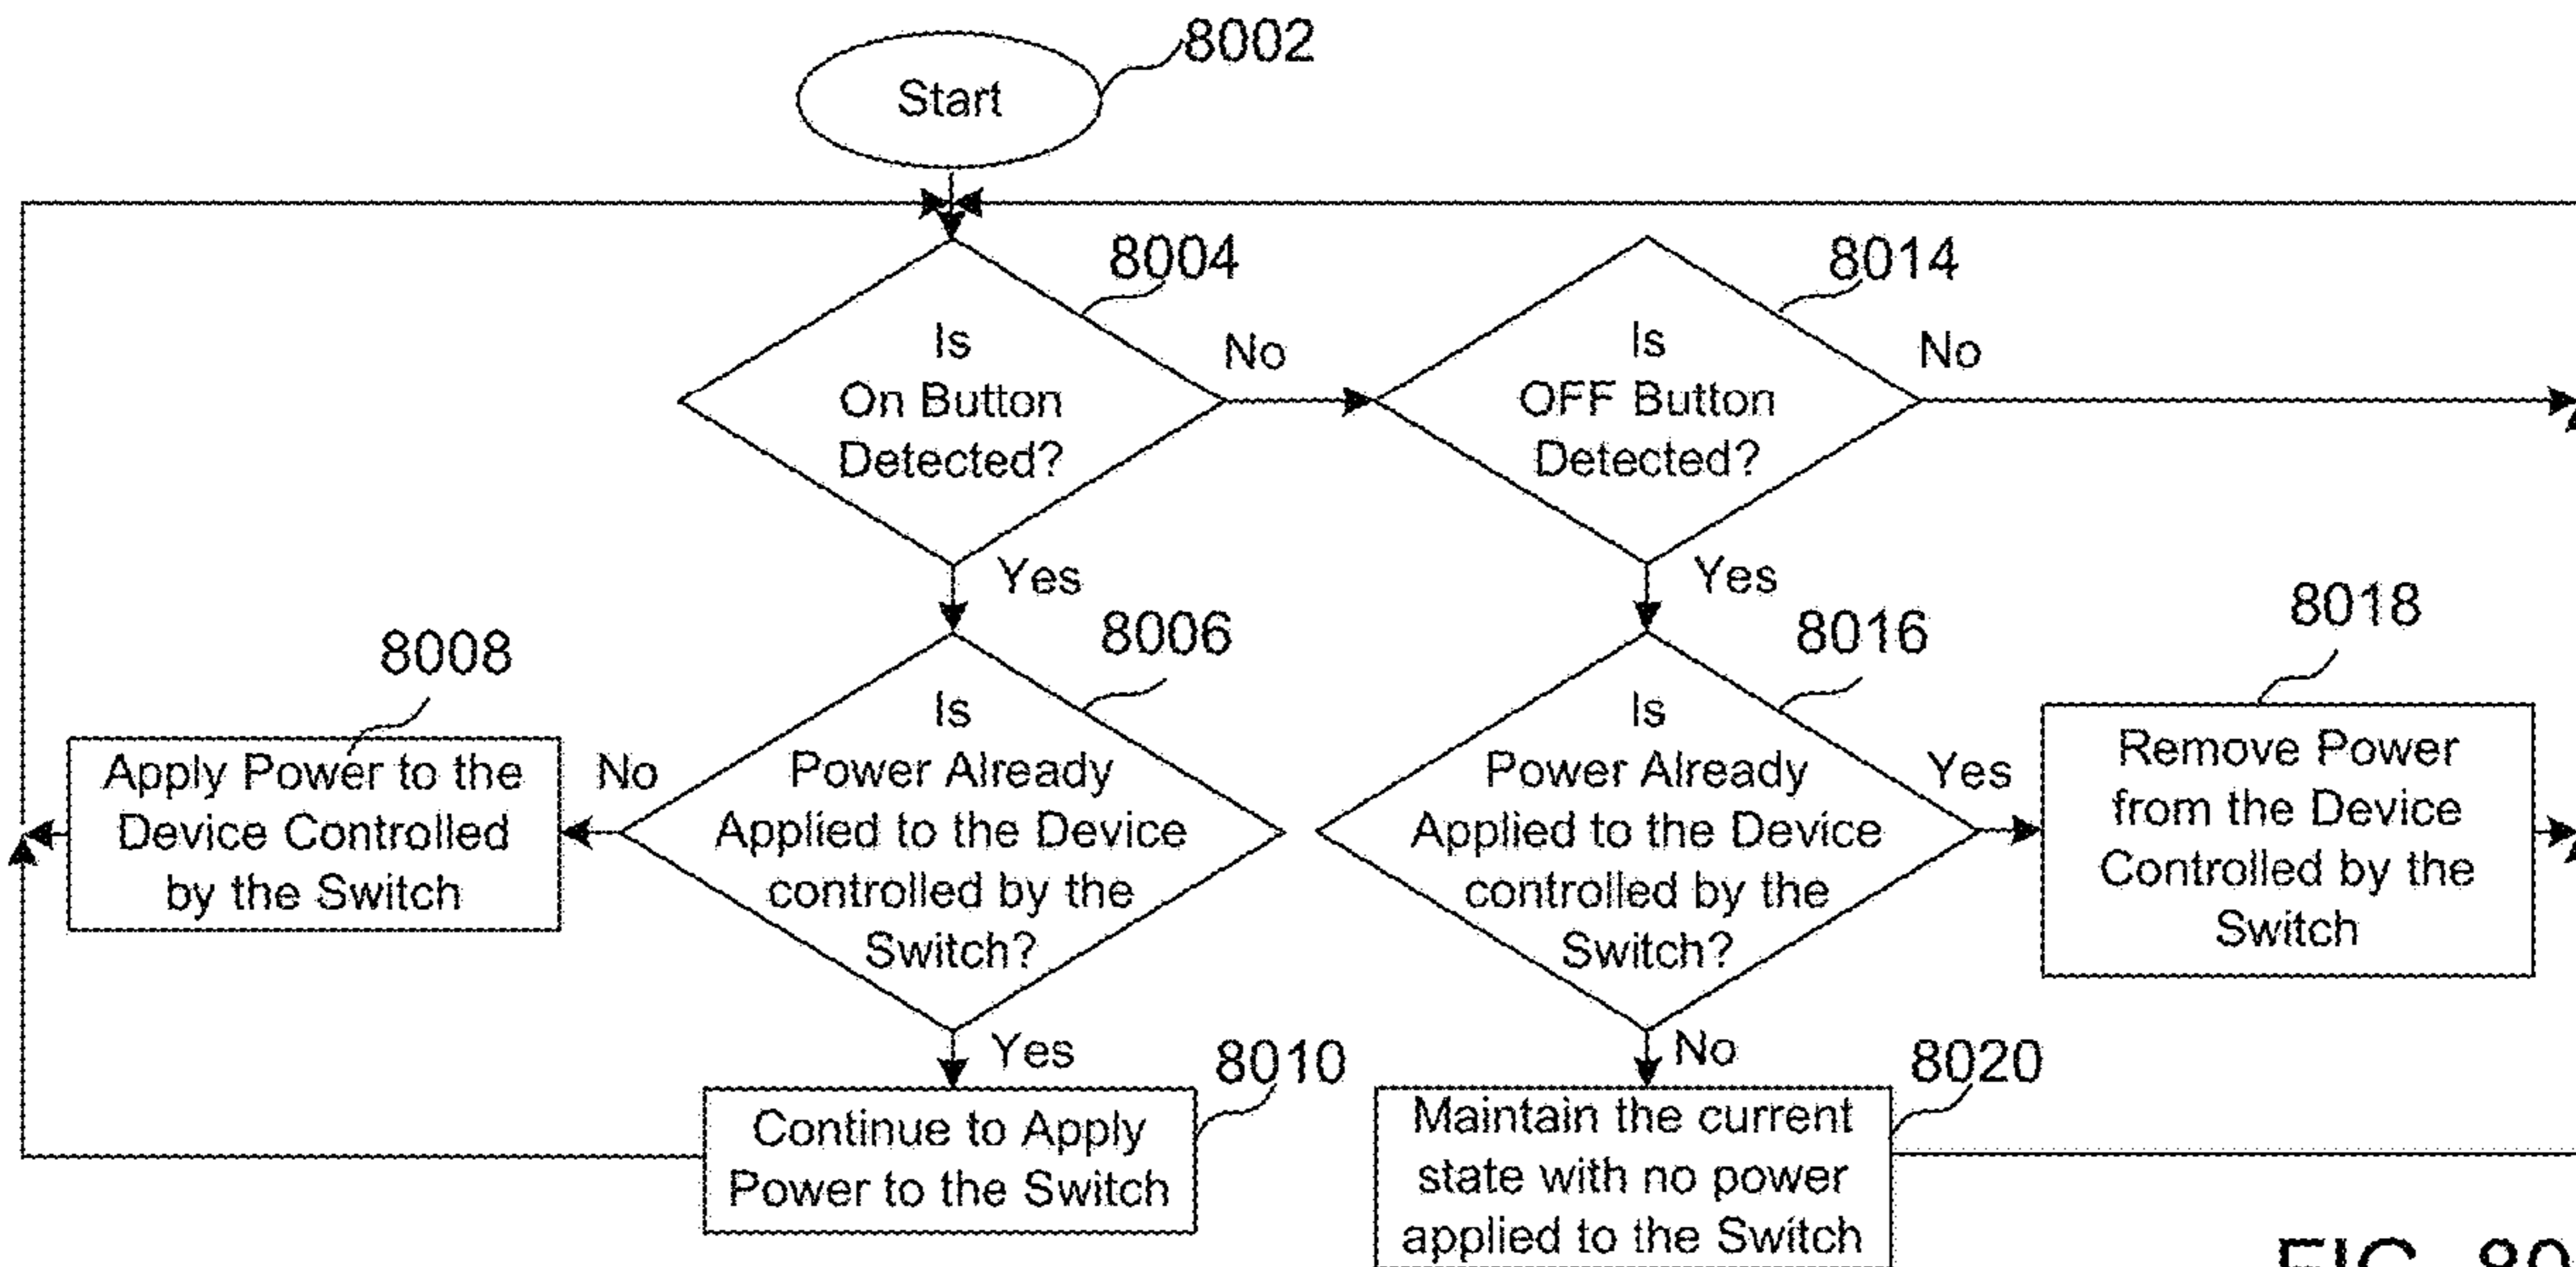 8002
Start
8004
Is
On Button
Detected?
No
8014
Is
OFF Button
Detected?
No
Yes
Yes
8006
Is
Power Already
Applied to the Device
controlled by the
Switch?
No
8008
Apply Power to the
Device Controlled
by the Switch
8016
Is
Power Already
Applied to the Device
controlled by the
Switch?
Yes
8018
Remove Power
from the Device
Controlled by the
Switch
Yes
8010
Continue to Apply
Power to the Switch
No
8020
Maintain the current
state with no power
applied to the Switch
FIG. 80